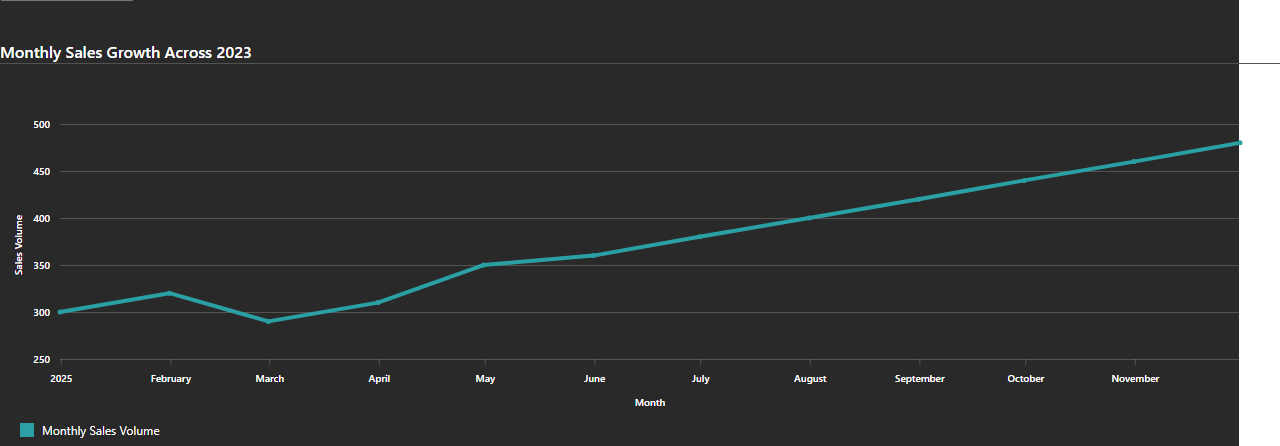 Monthly Sales Growth Across 2023
500
450
400
350
300
250
Sales Volume
2025 February March April May June July August September October November
Month
Monthly Sales Volume